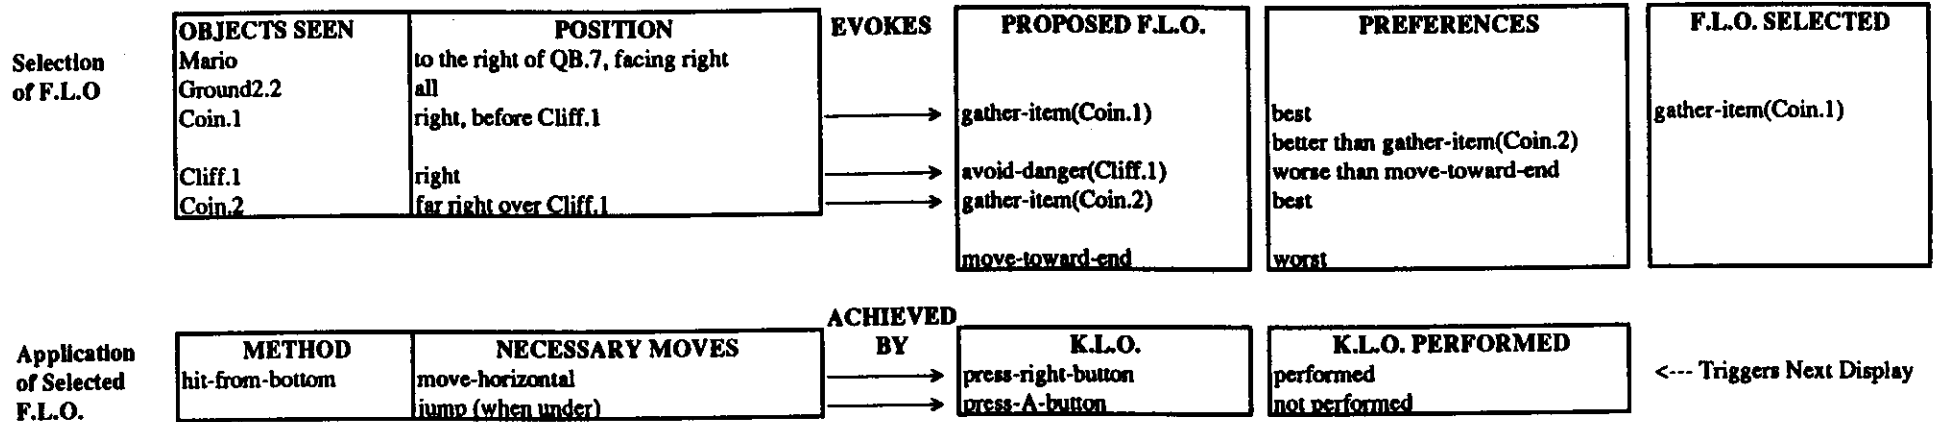 OBJECTS SEEN POSITION EVOKES PROPOSED F.L.O. PREFERENCES F.L.O. SELECTED
Selection Mario to the right of QB.7, facing right
of F.L.O Ground2.2 all
Coin.1 right, before Cliff.1 gather-item(Coin.1) best gather-item(Coin.1)
better than gather-item(Coin.2)
Cliff.1 right avoid-danger(Cliff.1) worse than move-toward-end
Coin.2 far right over Cliff.1 gather-item(Coin.2) best
move-toward-end worst
ACHIEVED
Application METHOD NECESSARY MOVES BY K.L.O. K.L.O. PERFORMED
of Selected hit-from-bottom move-horizontal press-right-button performed <--- Triggers Next Display
F.L.O. jump (when under) press-A-button not performed